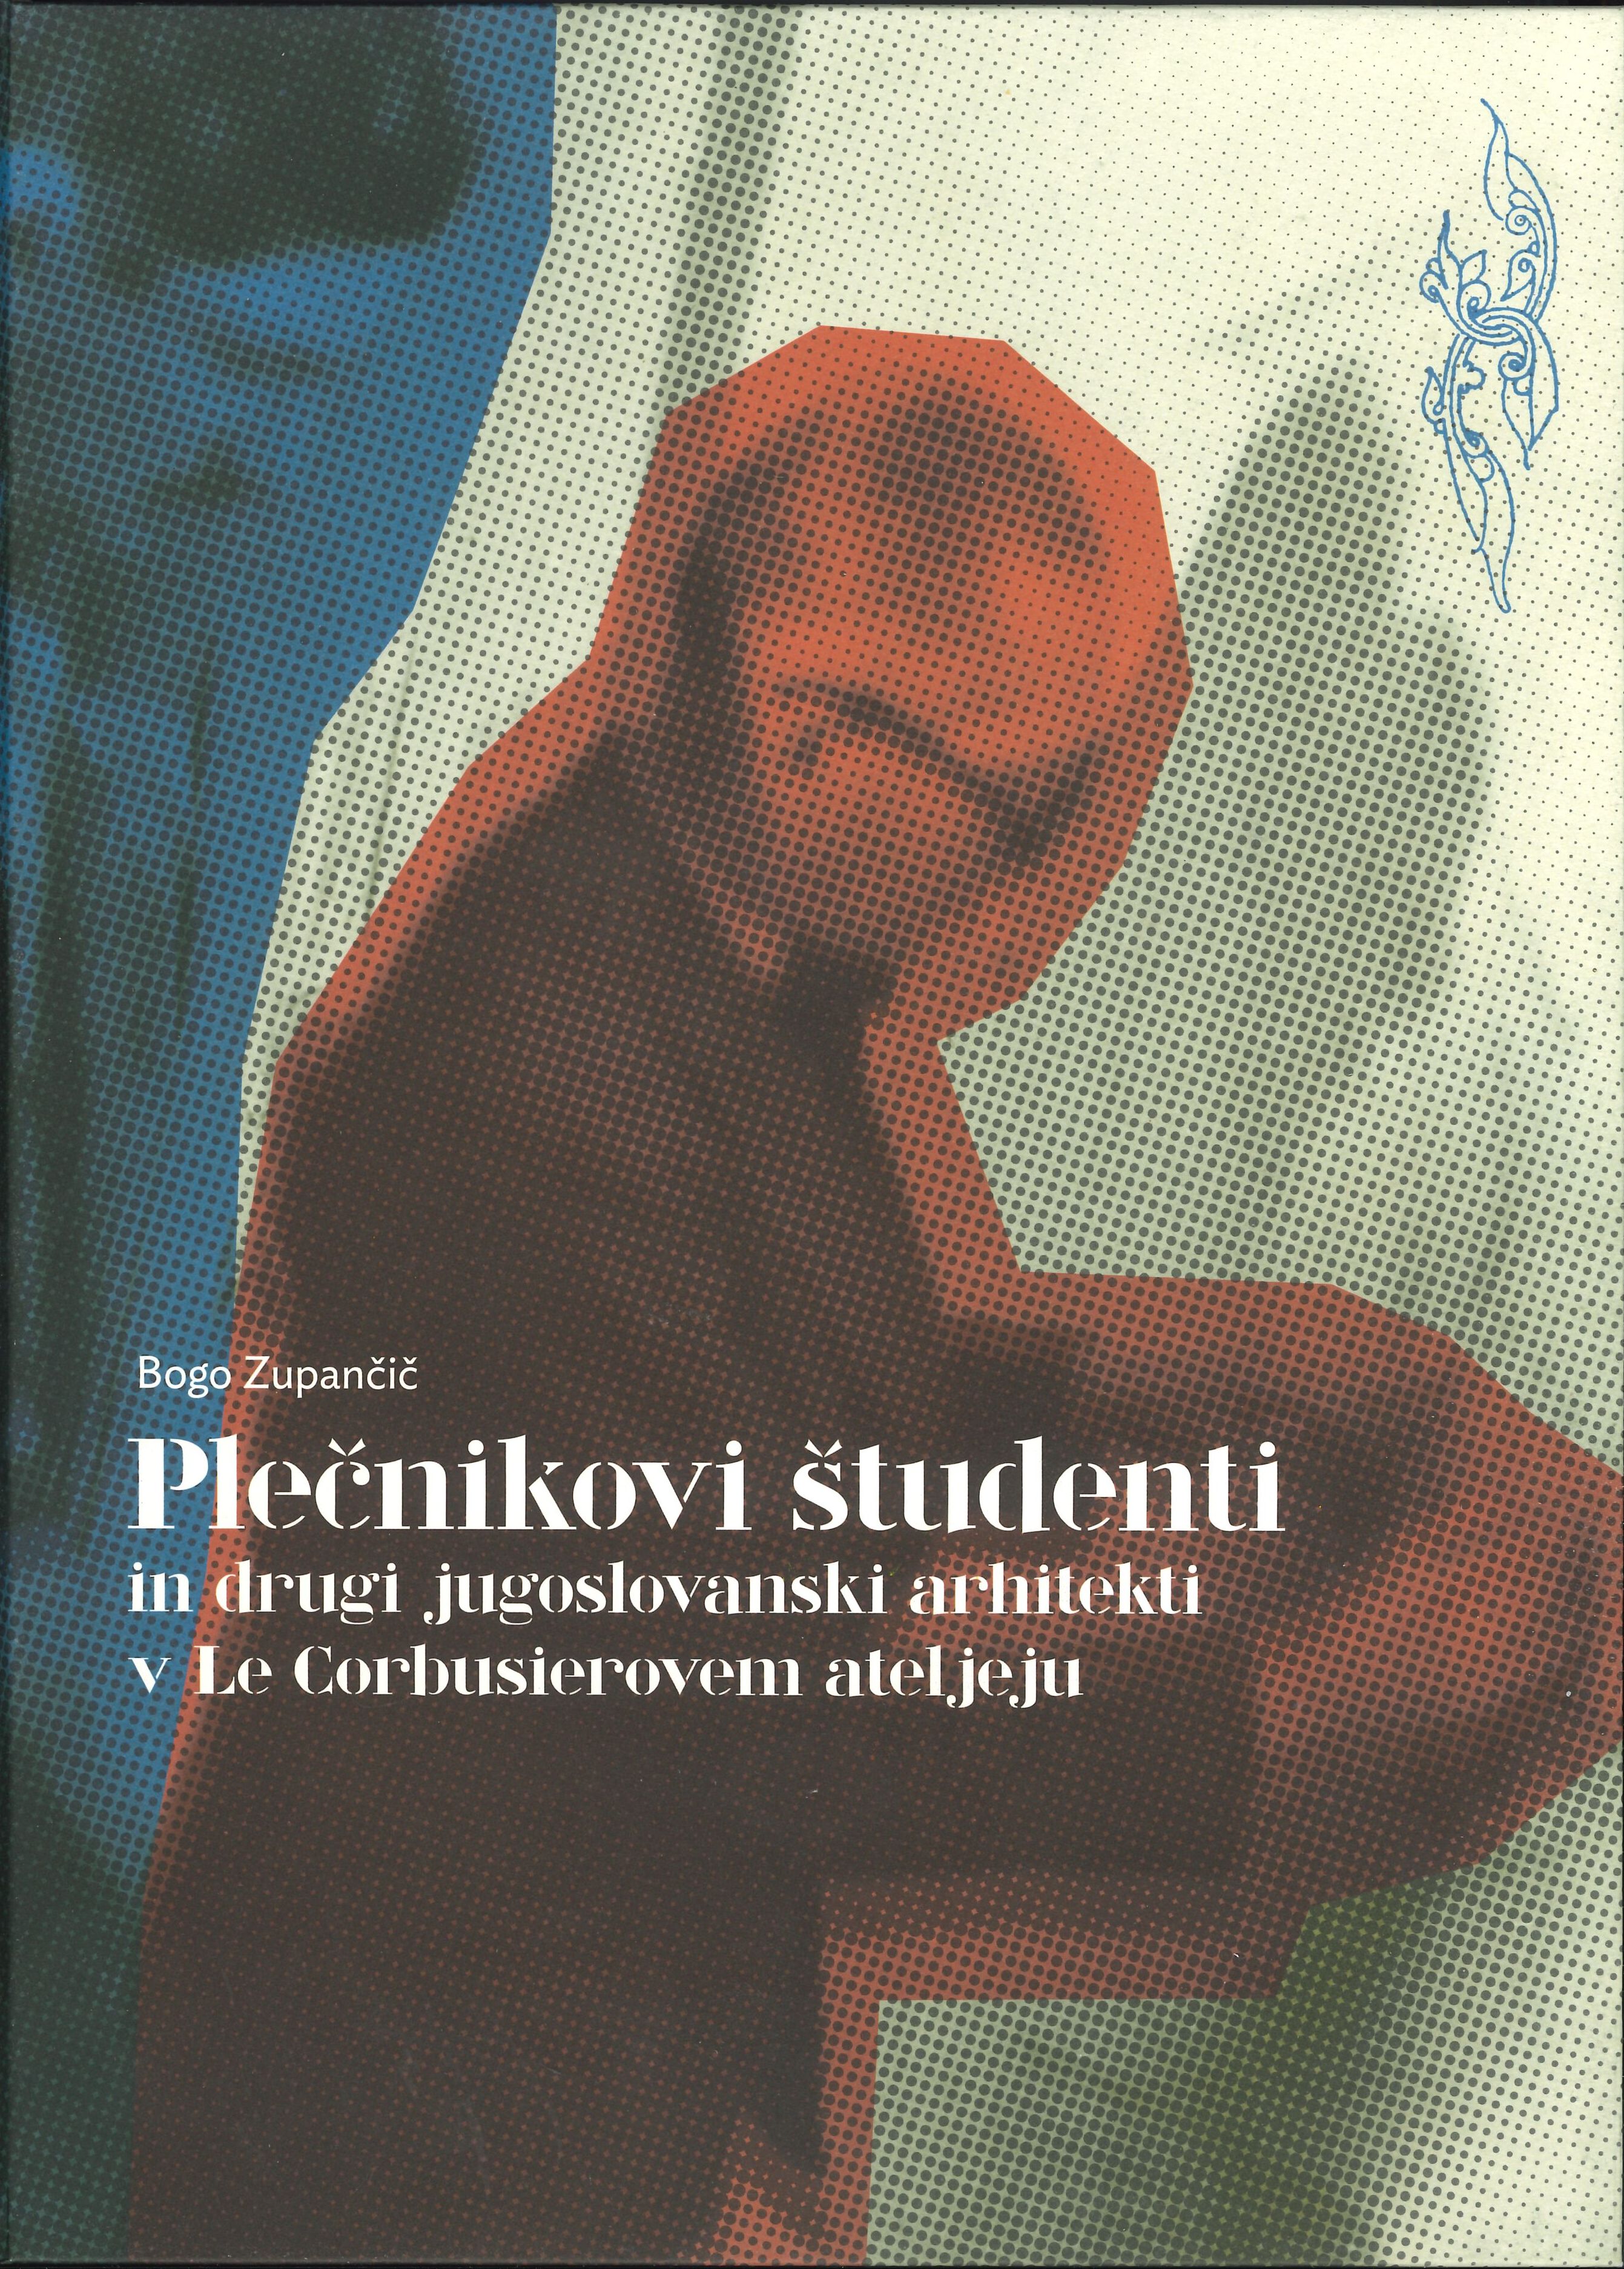 Bogo Zupančič
Plečnikovi študenti
in drugi jugoslovanski arhitekti
v Le Corbusierovem ateljeju